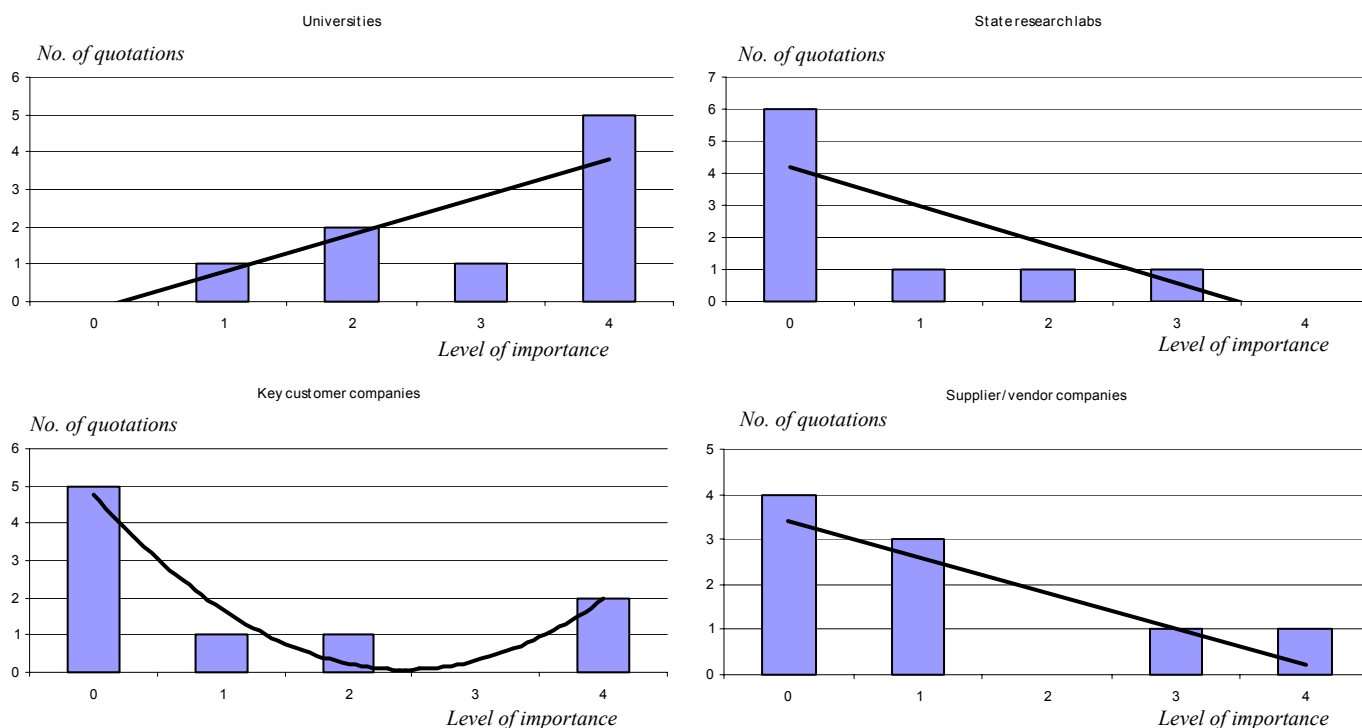 Universities
No. of quotations
6
5
4
3
2
1
0
0 1 2 3 4
Level of importance
State research labs
No. of quotations
7
6
5
4
3
2
1
0
0 1 2 3 4
Level of importance
Key customer companies
No. of quotations
6
5
4
3
2
1
0
0 1 2 3 4
Level of importance
Supplier/vendor companies
No. of quotations
5
4
3
2
1
0
0 1 2 3 4
Level of importance